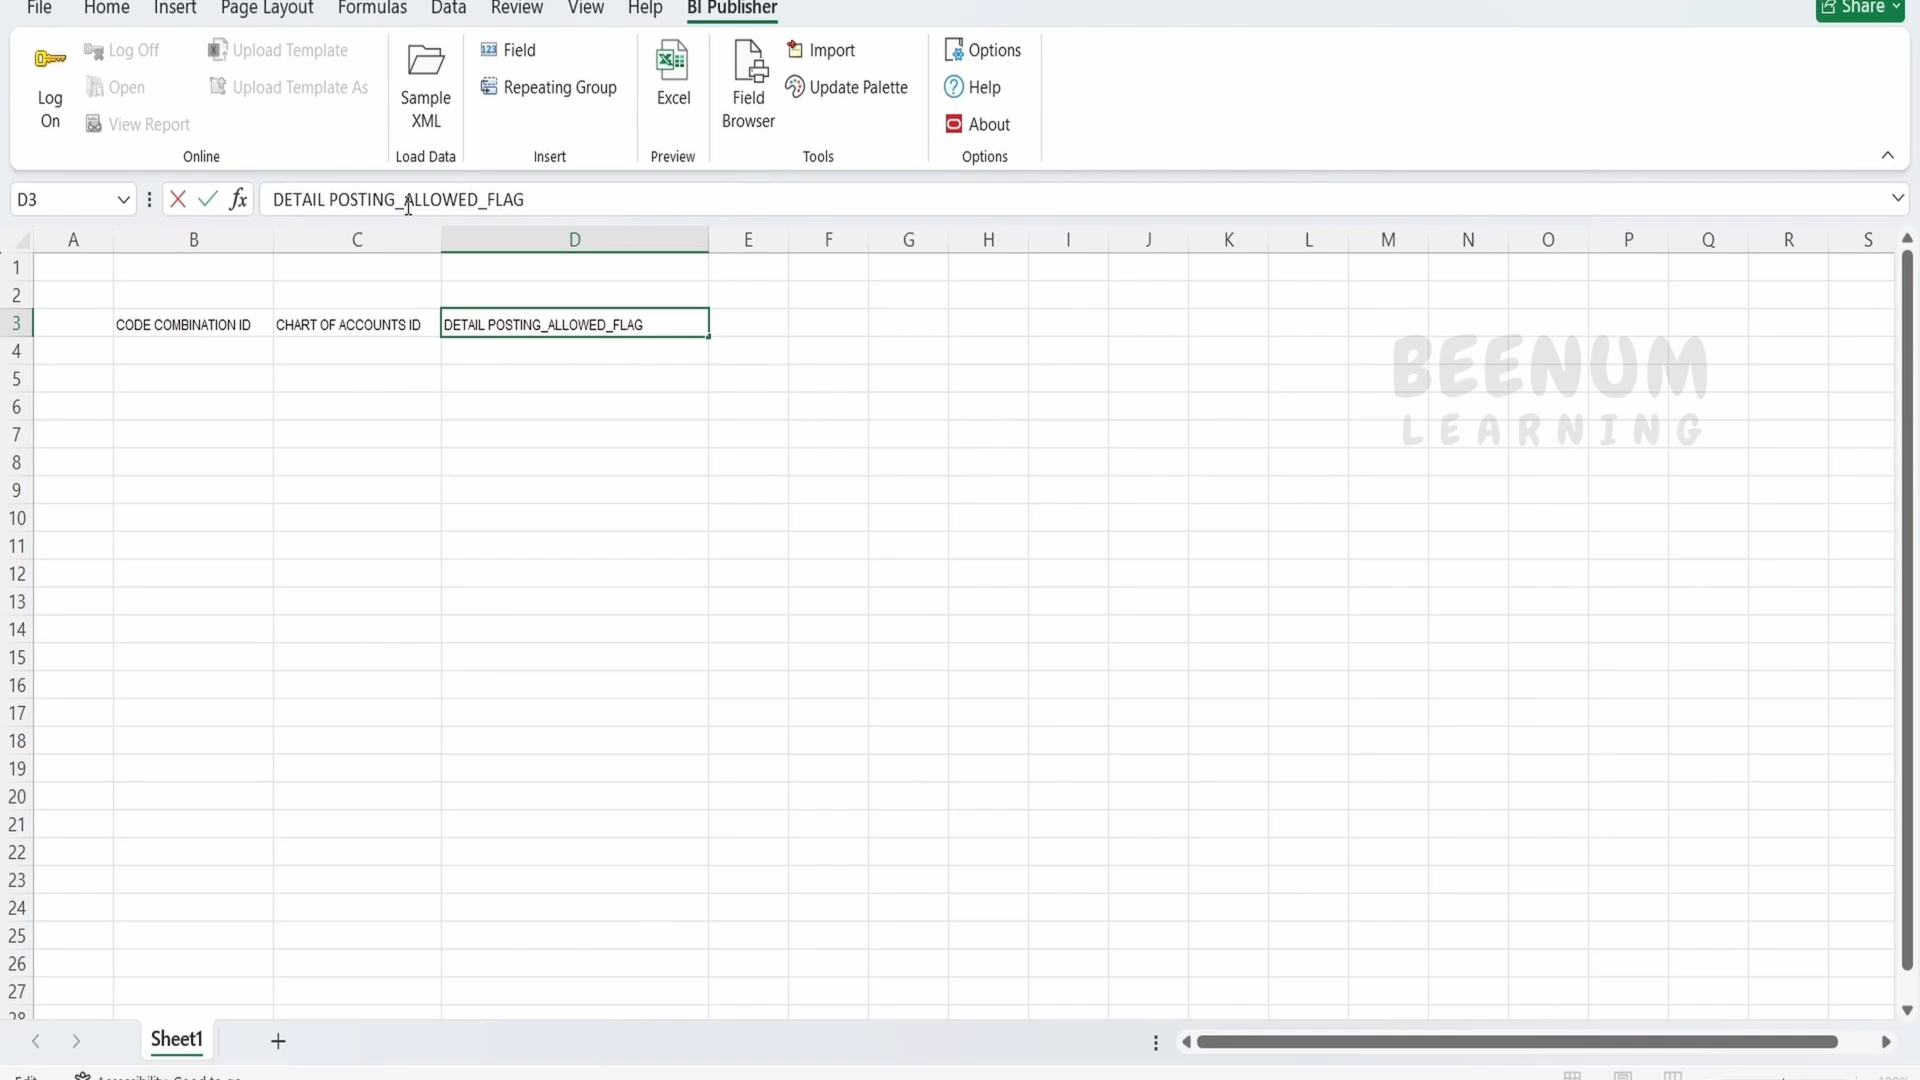 File Home Insert Page Layout Formulas Data Review View Help BI Publisher Share
Log On
Log Off
Open
View Report
Upload Template
Upload Template As
Online
Sample XML
Load Data
Field
Repeating Group
Insert
Excel
Preview
Field Browser
Import
Update Palette
Tools
Options
Help
About
Options
D3 fx DETAIL POSTING_ALLOWED_FLAG
A B C D E F G H I J K L M N O P Q R S
1
2
3 CODE COMBINATION ID CHART OF ACCOUNTS ID DETAIL POSTING_ALLOWED_FLAG
4
5
6
7
8
9
10
11
12
13
14
15
16
17
18
19
20
21
22
23
24
25
26
27
28
BEENUM
LEARNING
Sheet1